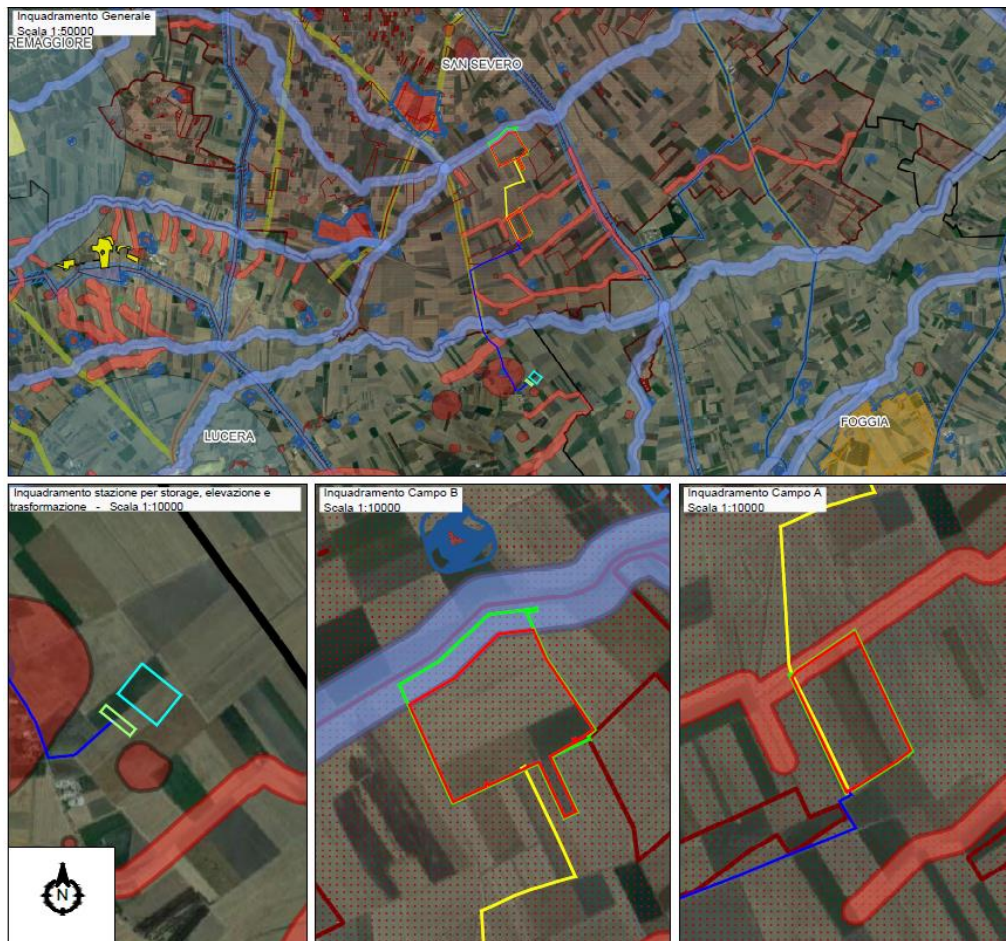 Inquadramento Generale
Scala 1:50000
REMAGGIORE
SAN SEVERO
LUCERA
FOGGIA
Inquadramento stazione per storage, elevazione e
trasformazione - Scala 1:10000
Inquadramento Campo B
Scala 1:10000
Inquadramento Campo A
Scala 1:10000
N